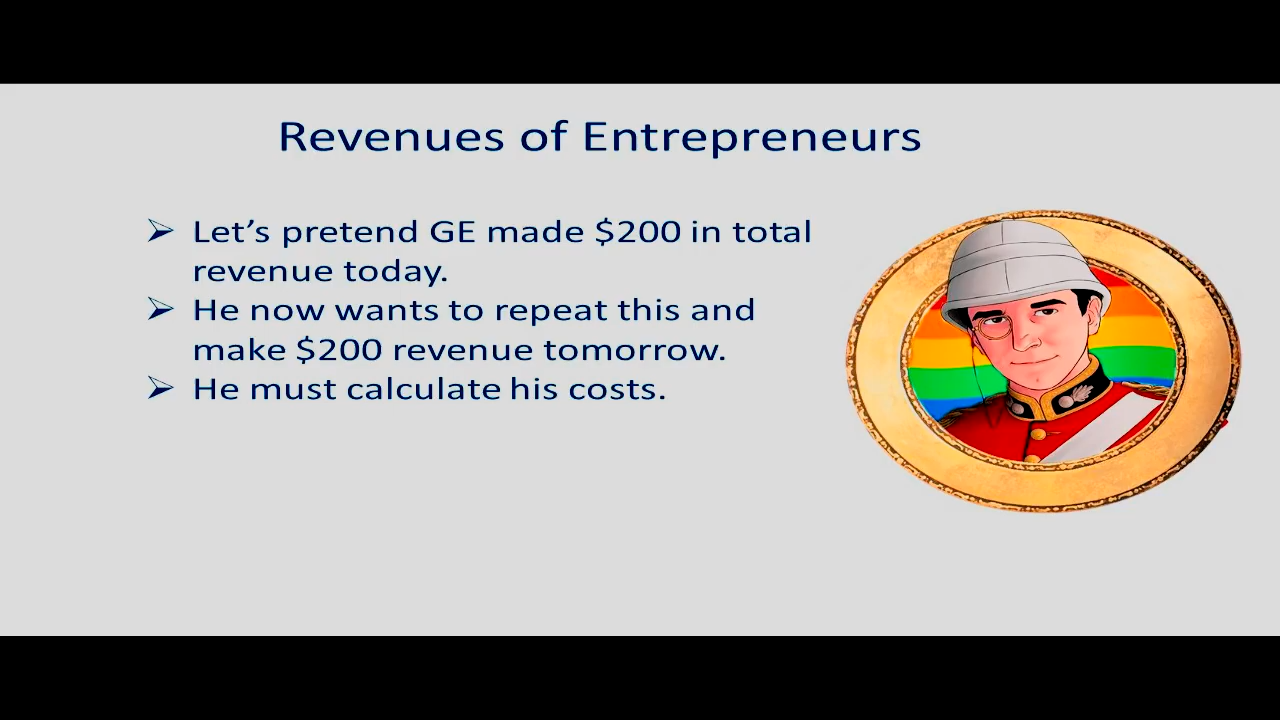 Revenues of Entrepreneurs
➢ Let’s pretend GE made $200 in total
revenue today.
➢ He now wants to repeat this and
make $200 revenue tomorrow.
➢ He must calculate his costs.